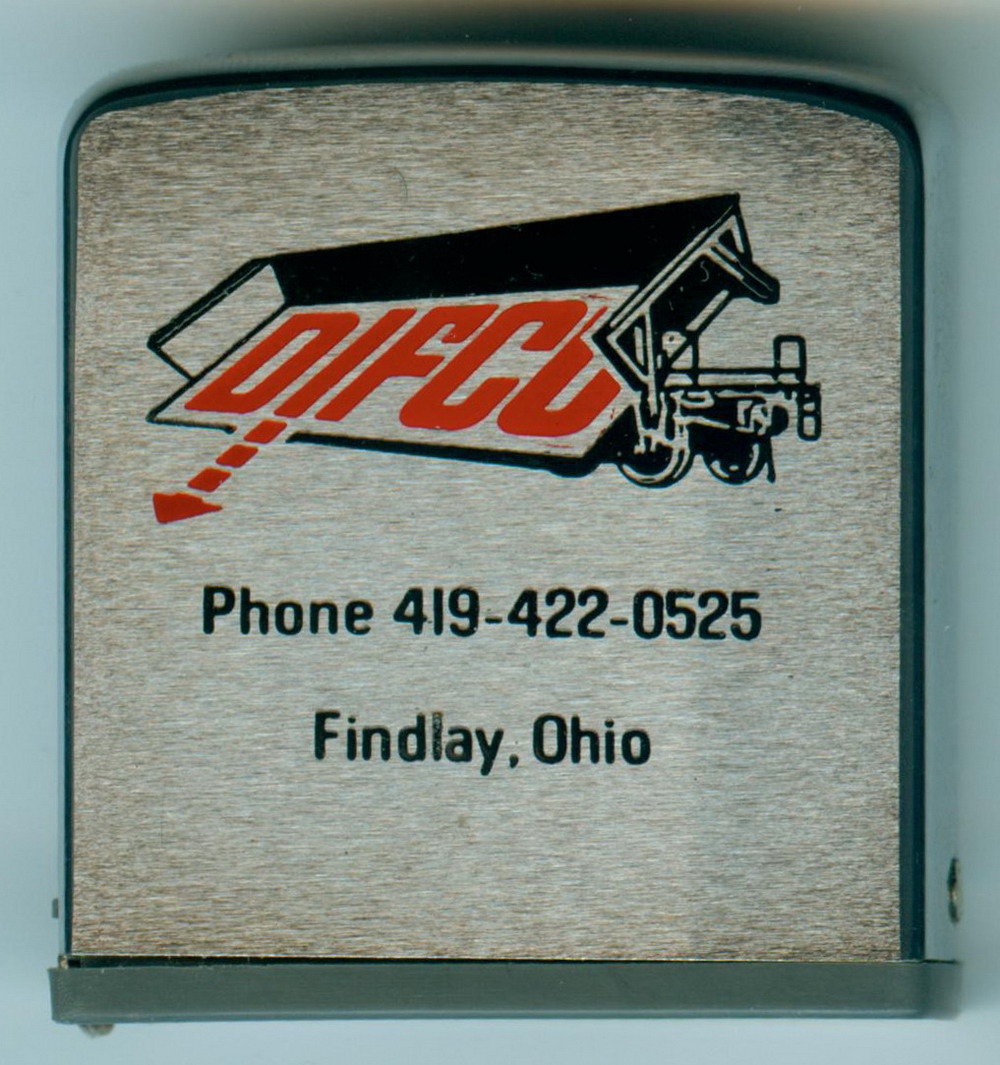 DIFCO
Phone 419-422-0525
Findlay, Ohio